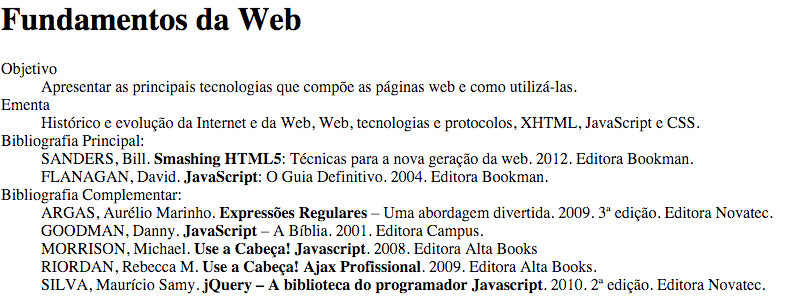 Fundamentos da Web
Objetivo
Apresentar as principais tecnologias que compõe as páginas web e como utilizá-las.
Ementa
Histórico e evolução da Internet e da Web, Web, tecnologias e protocolos, XHTML, JavaScript e CSS.
Bibliografia Principal:
SANDERS, Bill. Smashing HTML5: Técnicas para a nova geração da web. 2012. Editora Bookman.
FLANAGAN, David. JavaScript: O Guia Definitivo. 2004. Editora Bookman.
Bibliografia Complementar:
ARGAS, Aurélio Marinho. Expressões Regulares – Uma abordagem divertida. 2009. 3ª edição. Editora Novatec.
GOODMAN, Danny. JavaScript – A Bíblia. 2001. Editora Campus.
MORRISON, Michael. Use a Cabeça! Javascript. 2008. Editora Alta Books
RIORDAN, Rebecca M. Use a Cabeça! Ajax Profissional. 2009. Editora Alta Books.
SILVA, Maurício Samy. jQuery – A biblioteca do programador Javascript. 2010. 2ª edição. Editora Novatec.